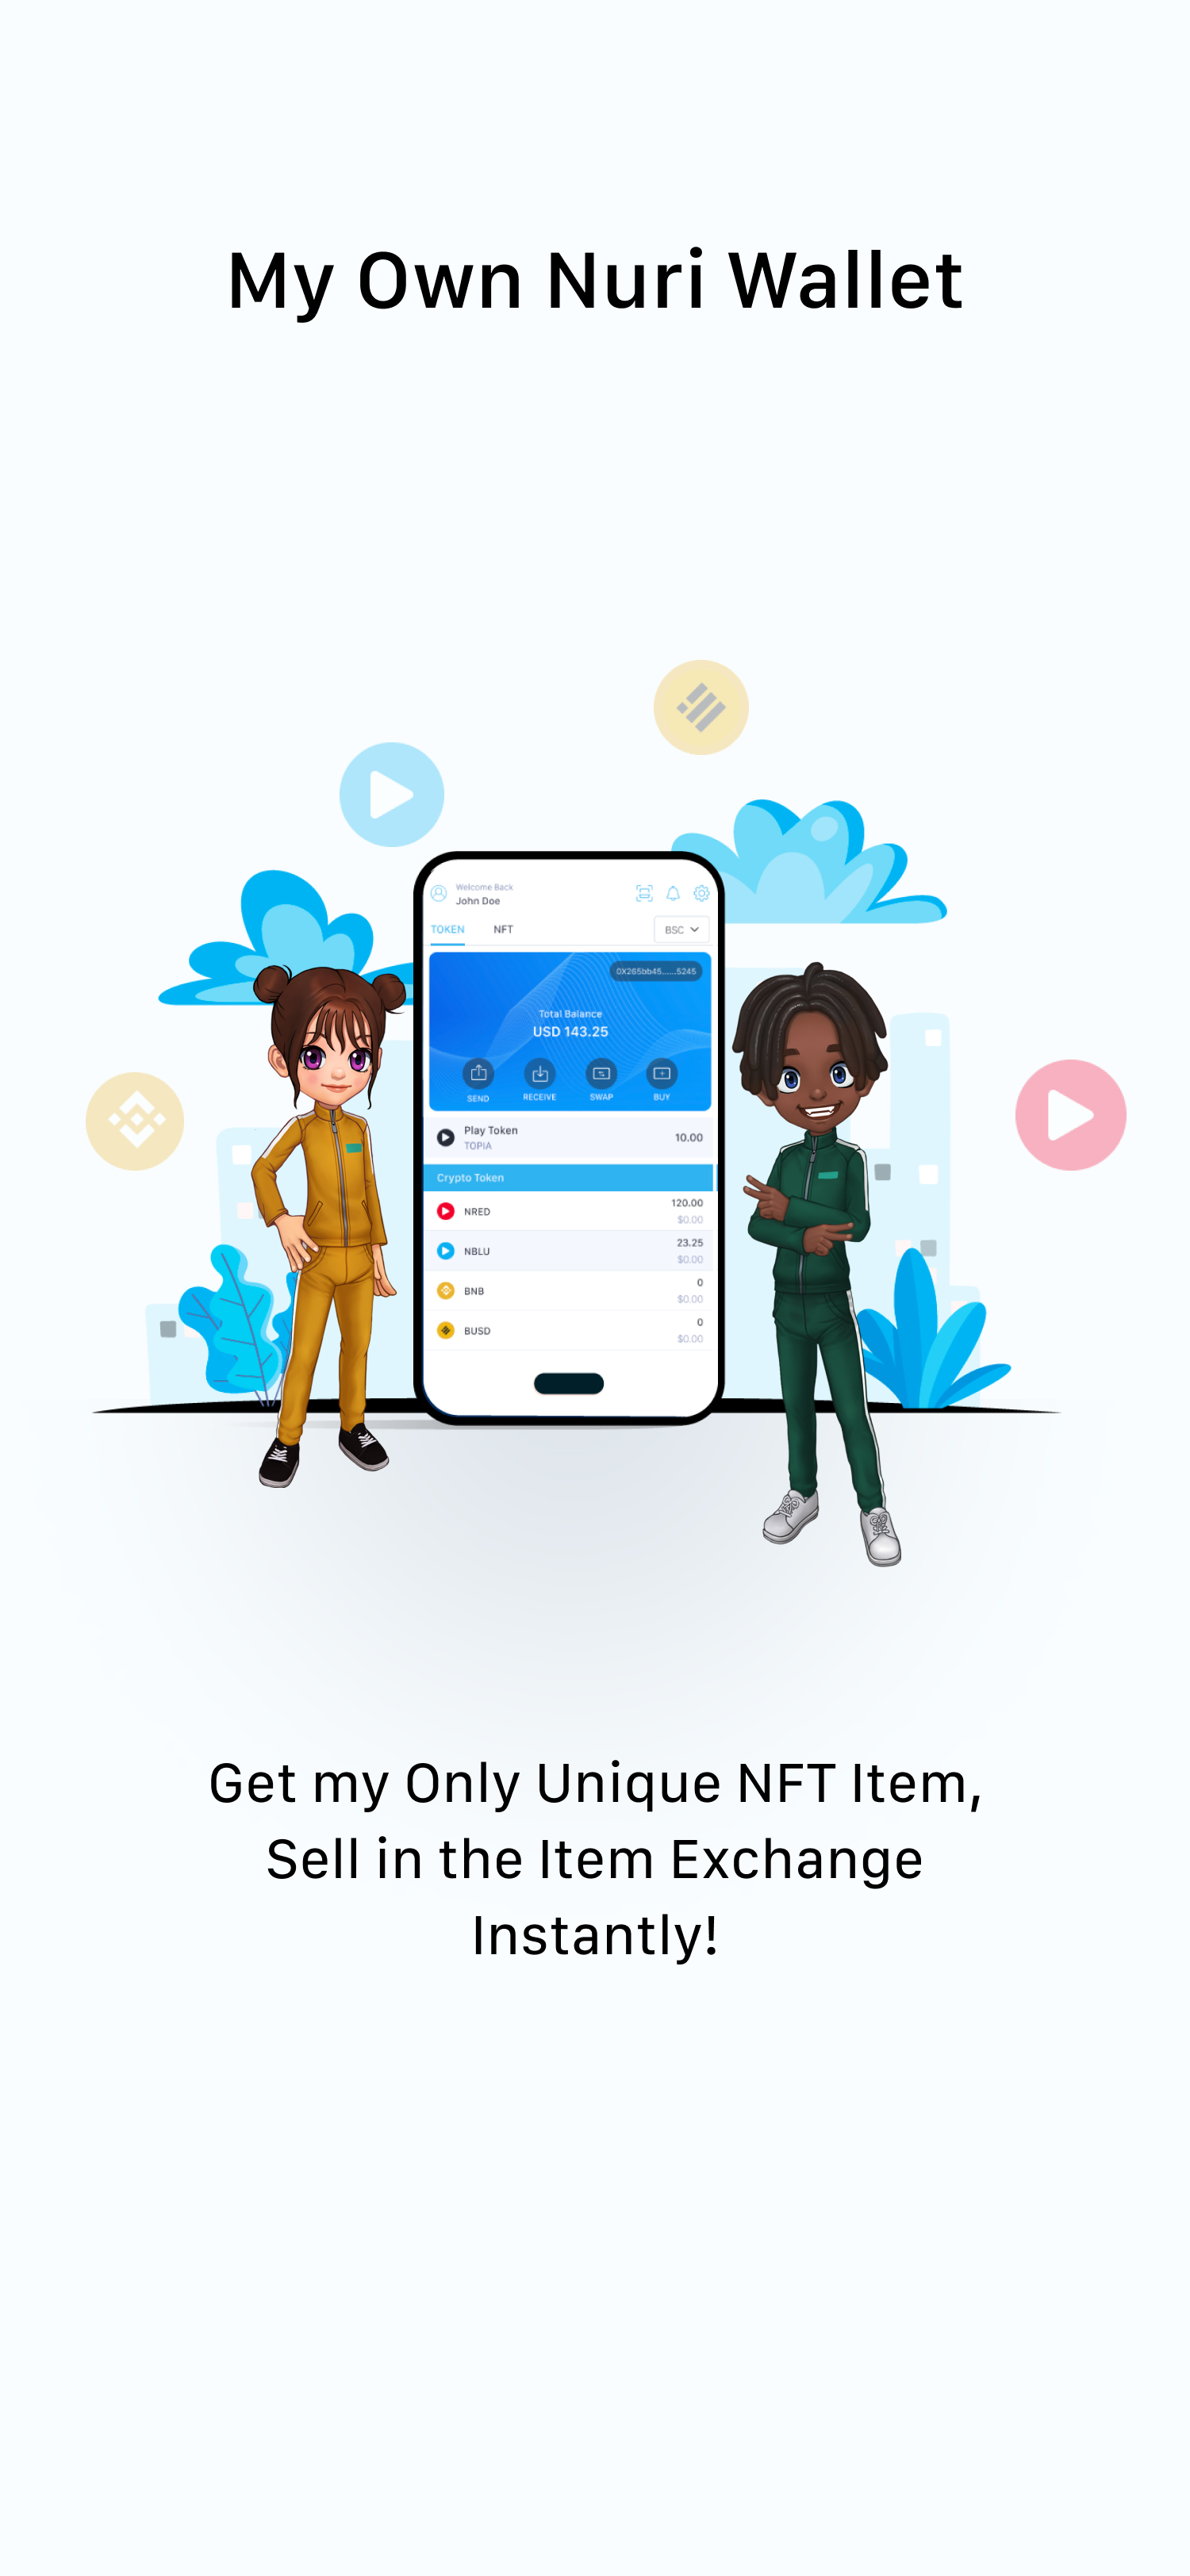 My Own Nuri Wallet
Welcome Back
John Doe
TOKEN NFT BSC
0X265bb45......5245
Total Balance
USD 143.25
SEND RECEIVE SWAP BUY
Play Token
TOPIA
10.00
Crypto Token
NRED
120.00
$0.00
NBLU
23.25
$0.00
BNB
0
$0.00
BUSD
0
$0.00
Get my Only Unique NFT Item,
Sell in the Item Exchange
Instantly!